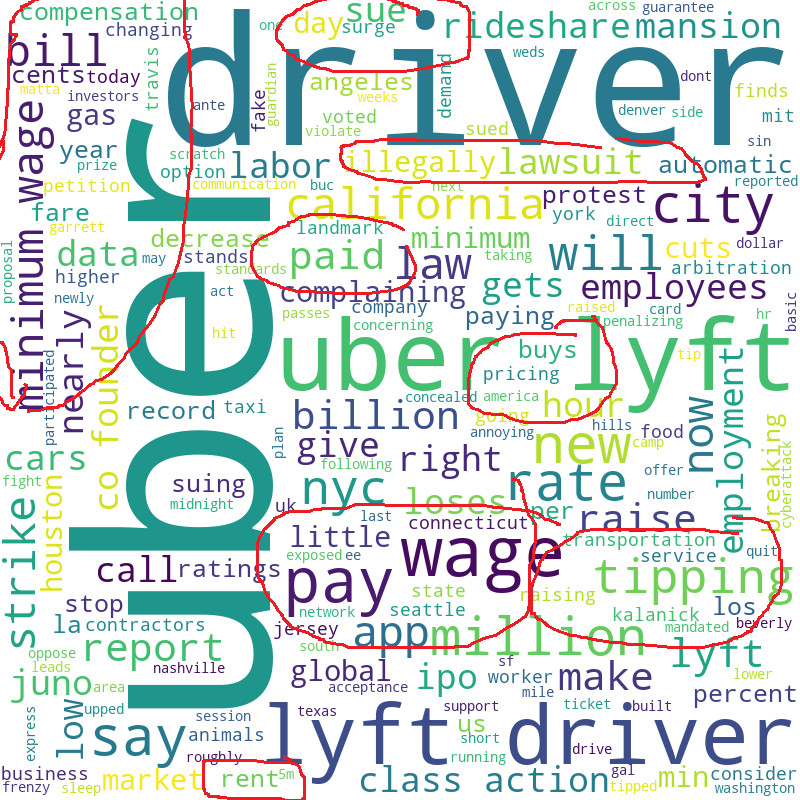 compensation
changing
bill
cents today
matta
investors
gas
year
prize
petition
fare
garrett
data
may
higher
newly
proposal
minimum wage
nearly
participated
travis
co founder
uber
driver
day
sue
surge
one
across
guarantee
rideshare
mansion
weds
demand
dont
finds
denver
side
mit
sin
angeles
weeks
voted
violate
fake
guardian
ante
sued
scratch
option
labor
communication
buc
illegally
lawsuit
automatic
reported
next
california
protest
york
direct
city
landmark
decrease
stands
standards
paid
minimum
law
taking
will
cuts
dollar
arbitration
act
complaining
gets
employees
basic
passes
company
concerning
paying
raised
card
penalizing
hr
hit
uber
lyft
buys
pricing
tip
concealed
america
hour
record
taxi
billion
going
annoying
hills
food
camp
new
now
employment
breaking
cyberattack
plan
give
following
right
cars
fight
houston
strike
suing
midnight
nyc
rate
offer
number
loses
per
raise
uk
last
connecticut
transportation
service
quit
little
exposed
ee
wage
call
ratings
pay
state
raising
tipping
network
seattle
kalanick
los
stop
la
contractors
jersey
app
million
mandated
beverly
south
oppose
leads
report
juno
area
nashville
global
acceptance
ipo
sf
worker
mile
make
lyft
lower
percent
express
low
upped
say
session
animals
roughly
texas
lyft driver
support
us
short
running
ticket
built
drive
business
frenzy
sleep
market
rent
5m
class action
gal
tipped
min
consider
washington